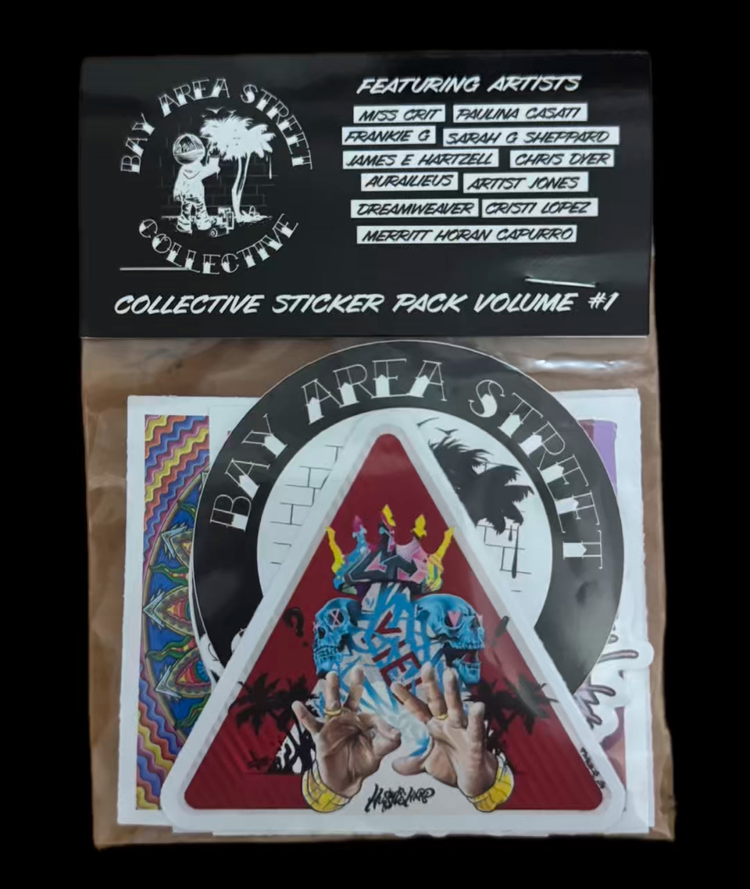 BAY AREA STREET
COLLECTIVE
FEATURING ARTISTS
MISS CRIT PAULINA CASATI
FRANKIE G SARAH G SHEPPARD
JAMES E HARTZELL CHRIS DYER
AURAILIEUS ARTIST JONES
DREAMWEAVER CRISTI LOPEZ
MERRITT HORAN CAPURRO
COLLECTIVE STICKER PACK VOLUME #1
BAY AREA STREET